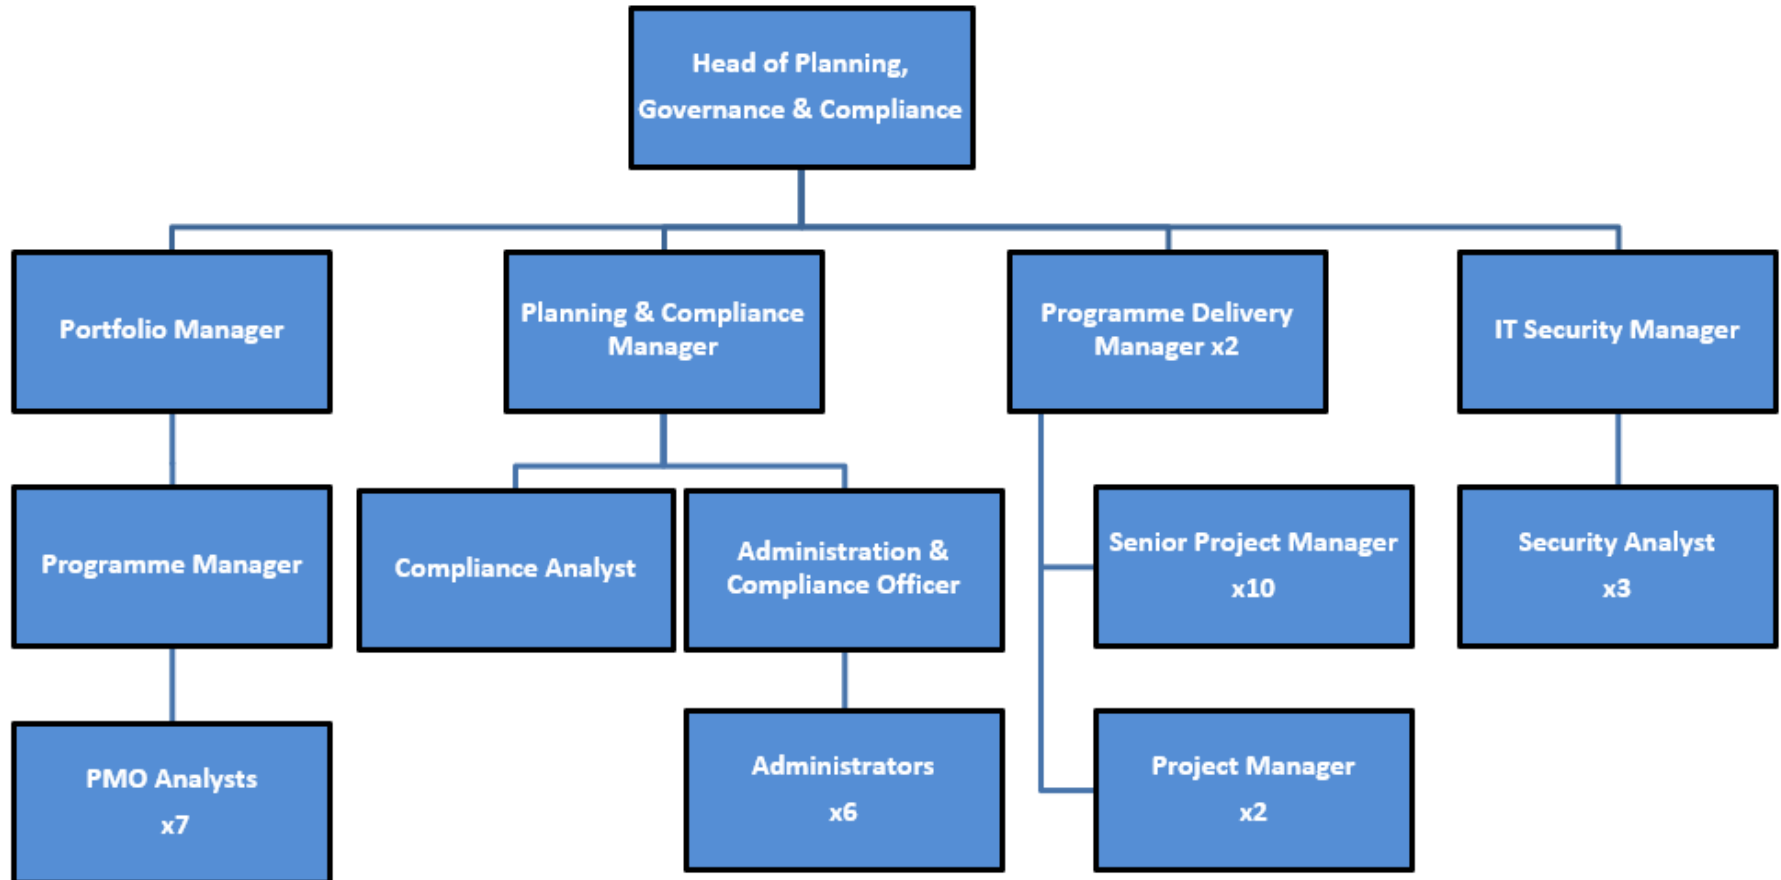 Head of Planning,
Governance & Compliance
Portfolio Manager
Planning & Compliance
Manager
Programme Delivery
Manager x2
IT Security Manager
Programme Manager
Compliance Analyst
Administration &
Compliance Officer
Senior Project Manager
x10
Security Analyst
x3
PMO Analysts
x7
Administrators
x6
Project Manager
x2